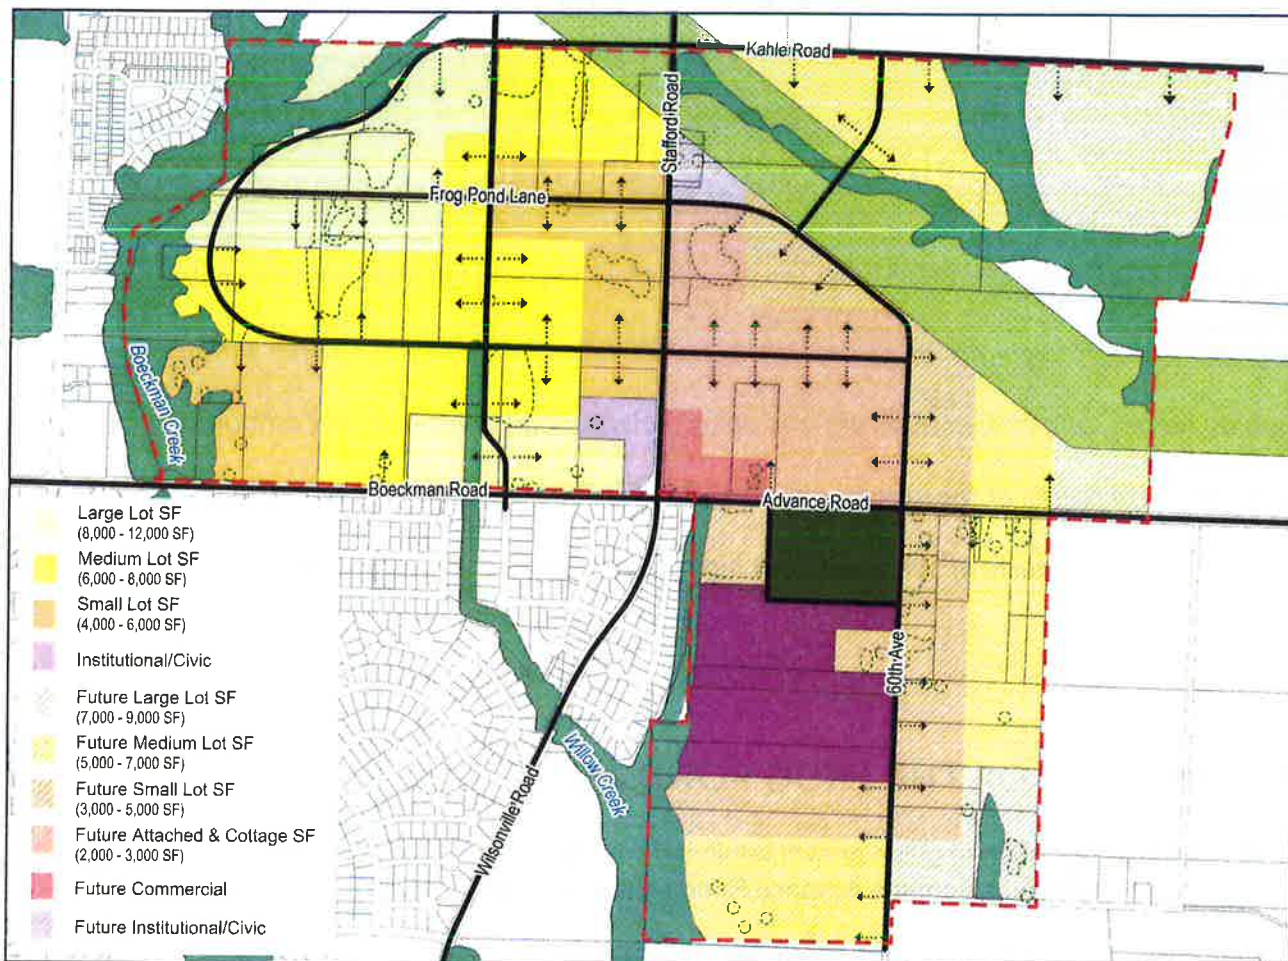 Kahle Road
Stafford Road
Frog Pond Lane
Boeckman Creek
Boeckman Road
Advance Road
60th Ave
Willow Creek
Wilsonville Road
Large Lot SF
(8,000 - 12,000 SF)
Medium Lot SF
(6,000 - 8,000 SF)
Small Lot SF
(4,000 - 6,000 SF)
Institutional/Civic
Future Large Lot SF
(7,000 - 9,000 SF)
Future Medium Lot SF
(5,000 - 7,000 SF)
Future Small Lot SF
(3,000 - 5,000 SF)
Future Attached & Cottage SF
(2,000 - 3,000 SF)
Future Commercial
Future Institutional/Civic